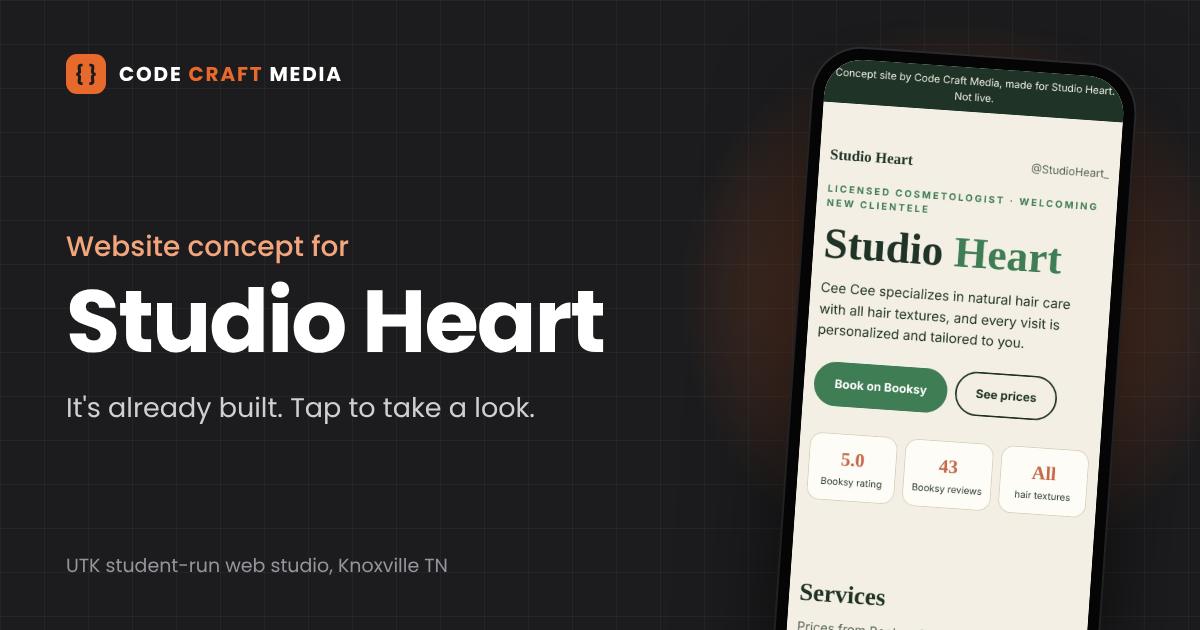 { }
CODE CRAFT MEDIA
Website concept for
Studio Heart
It's already built. Tap to take a look.
UTK student-run web studio, Knoxville TN
Concept site by Code Craft Media, made for Studio Heart.
Not live.
Studio Heart
@StudioHeart_
LICENSED COSMETOLOGIST · WELCOMING
NEW CLIENTELE
Studio Heart
Cee Cee specializes in natural hair care
with all hair textures, and every visit is
personalized and tailored to you.
Book on Booksy
See prices
5.0
Booksy rating
43
Booksy reviews
All
hair textures
Services
Prices from